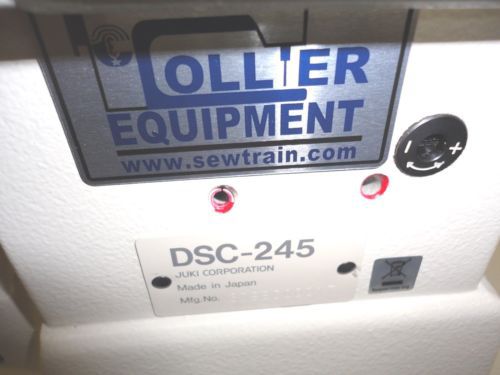 COLLIER
EQUIPMENT
www.sewtrain.com
- +
DSC-245
JUKI CORPORATION
Made in Japan
Mfg.No.